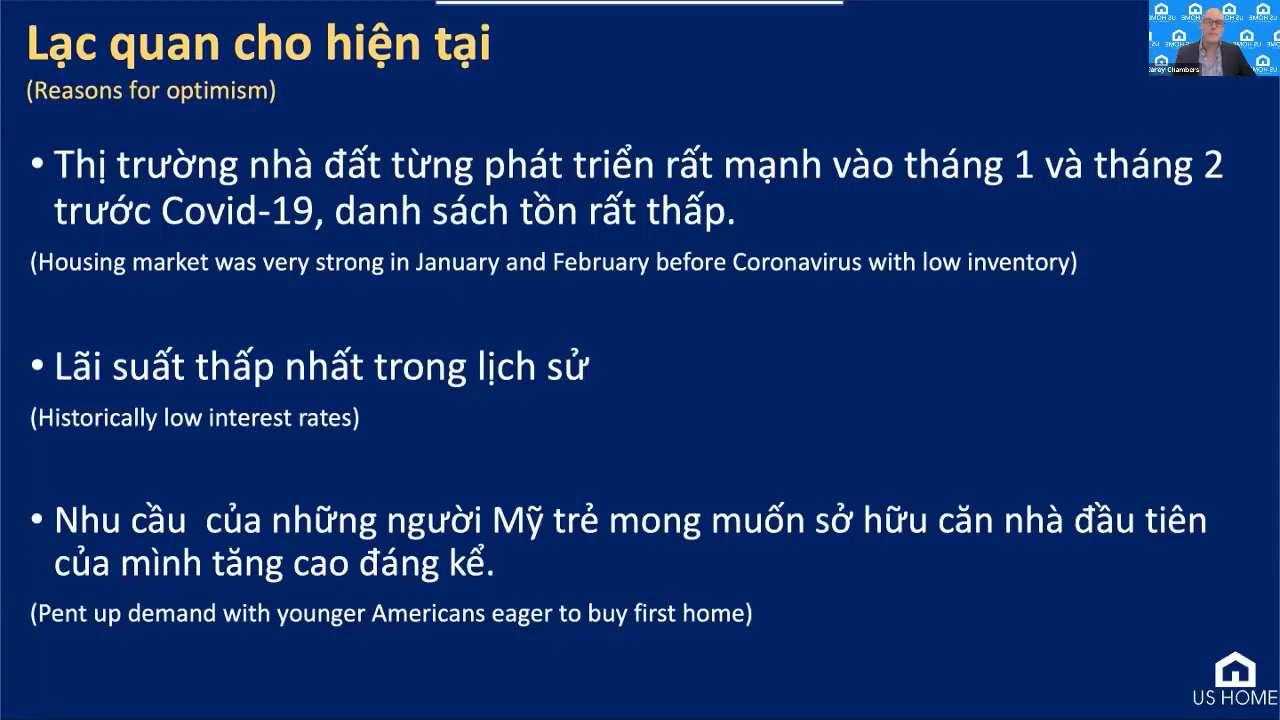 Lạc quan cho hiện tại
(Reasons for optimism)
• Thị trường nhà đất từng phát triển rất mạnh vào tháng 1 và tháng 2
trước Covid-19, danh sách tồn rất thấp.
(Housing market was very strong in January and February before Coronavirus with low inventory)
• Lãi suất thấp nhất trong lịch sử
(Historically low interest rates)
• Nhu cầu của những người Mỹ trẻ mong muốn sở hữu căn nhà đầu tiên
của mình tăng cao đáng kể.
(Pent up demand with younger Americans eager to buy first home)
US HOME
Carey Chambers